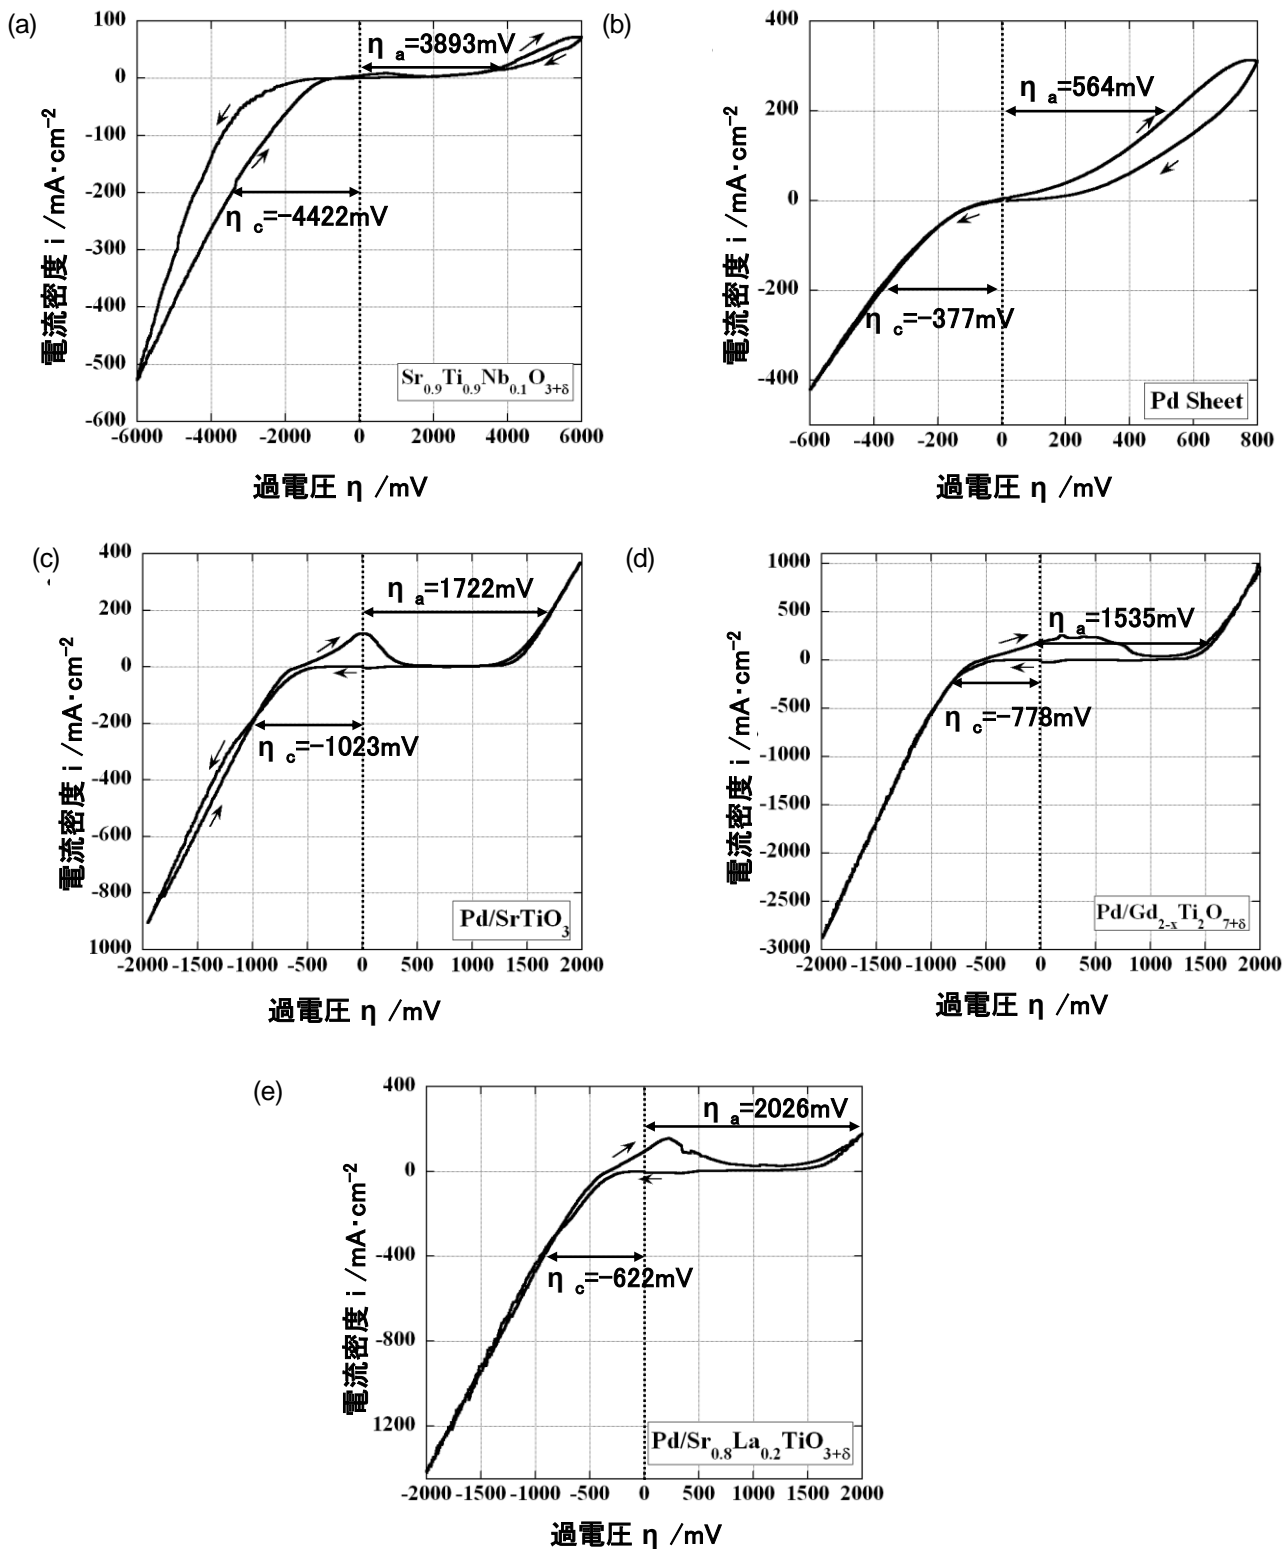 (a)
100
0
-100
-200
-300
-400
-500
-600
-6000 -4000 -2000 0 2000 4000 6000
電流密度 i /mA·cm⁻²
過電圧 η /mV
η a=3893mV
η c=-4422mV
Sr0.9Ti0.9Nb0.1O3+δ
(b)
400
200
0
-200
-400
-600 -400 -200 0 200 400 600 800
電流密度 i /mA·cm⁻²
過電圧 η /mV
η a=564mV
η c=-377mV
Pd Sheet
(c)
400
200
0
-200
-400
-600
-800
1000
-2000 -1500 -1000 -500 0 500 1000 1500 2000
電流密度 i /mA·cm⁻²
過電圧 η /mV
η a=1722mV
η c=-1023mV
Pd/SrTiO3
(d)
1000
500
0
-500
-1000
-1500
-2000
-2500
-3000
-2000 -1500 -1000 -500 0 500 1000 1500 2000
電流密度 i /mA·cm⁻²
過電圧 η /mV
η a=1535mV
η c=-778mV
Pd/Gd2-xTi2O7+δ
(e)
400
0
-400
-800
1200
-2000 -1500 -1000 -500 0 500 1000 1500 2000
電流密度 i /mA·cm⁻²
過電圧 η /mV
η a=2026mV
η c=-622mV
Pd/Sr0.8La0.2TiO3+δ